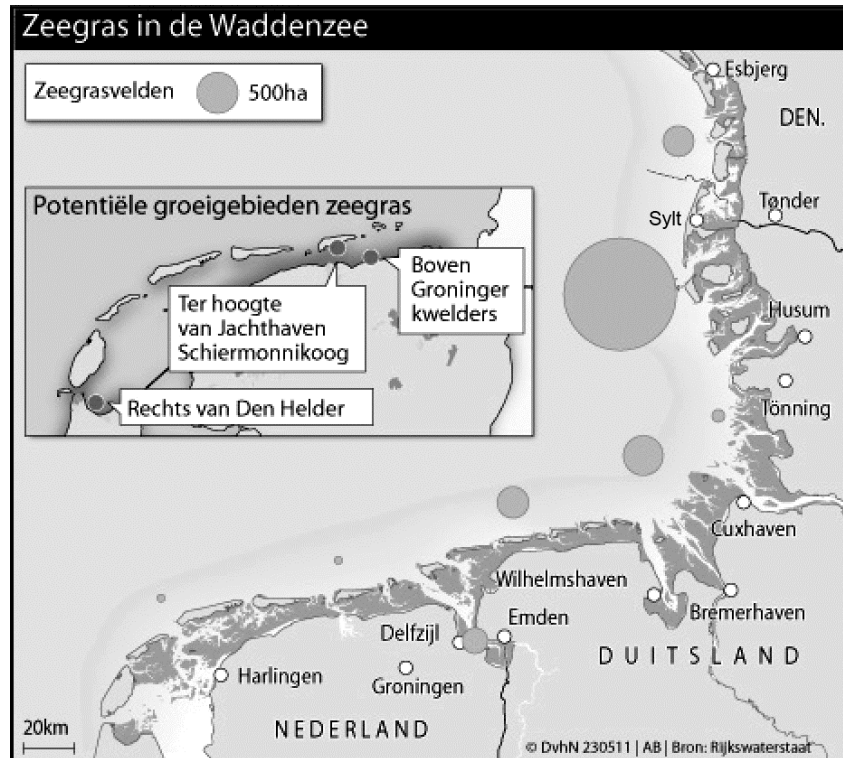 Zeegras in de Waddenzee
Zeegrasvelden 500ha
Esbjerg
DEN.
Potentiële groeigebieden zeegras
Sylt
Tønder
Boven
Groninger
kwelders
Ter hoogte
van Jachthaven
Schiermonnikoog
Husum
Rechts van Den Helder
Tönning
Cuxhaven
Wilhelmshaven
Bremerhaven
Emden
Delfzijl
DUITSLAND
Harlingen
Groningen
20km
NEDERLAND
© DvhN 230511 | AB | Bron: Rijkswaterstaat